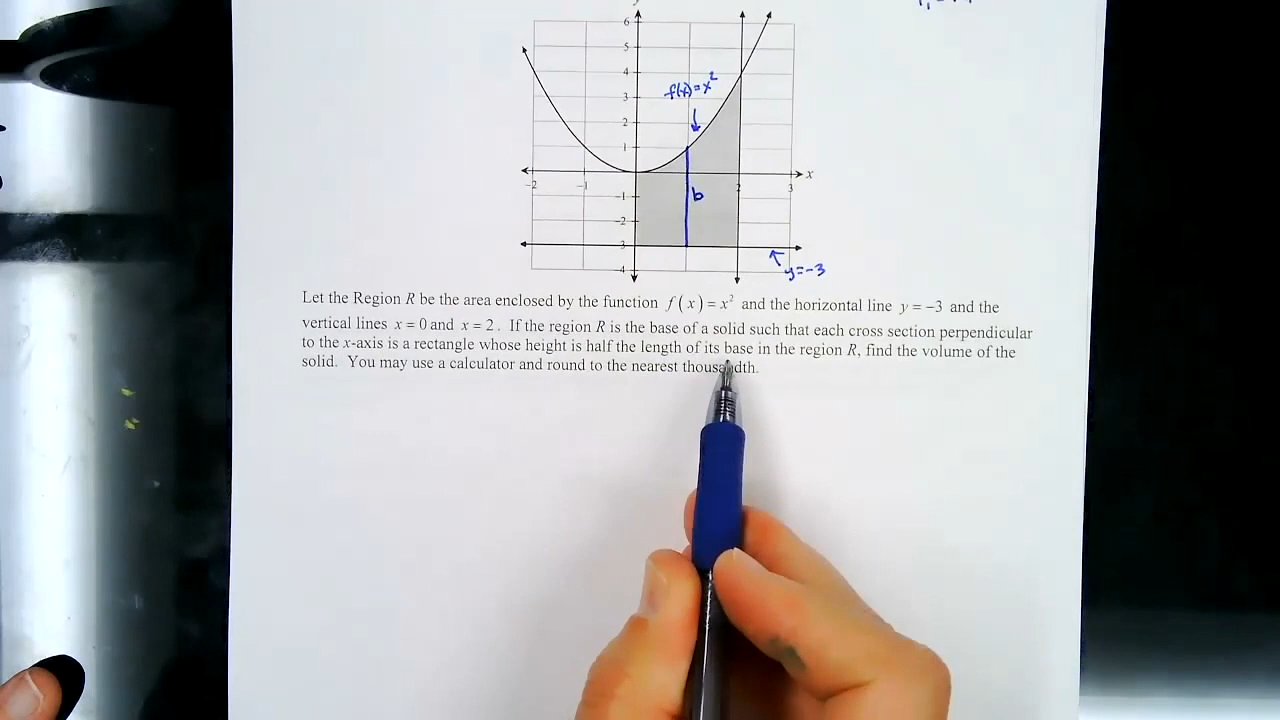 6
5
4
f(x)=x²
3
2
1
x
-2 -1 2 3
b
-1
-2
3
y=-3
-4
Let the Region R be the area enclosed by the function f(x)=x² and the horizontal line y=−3 and the
vertical lines x=0 and x=2. If the region R is the base of a solid such that each cross section perpendicular
to the x-axis is a rectangle whose height is half the length of its base in the region R, find the volume of the
solid. You may use a calculator and round to the nearest thousandth.